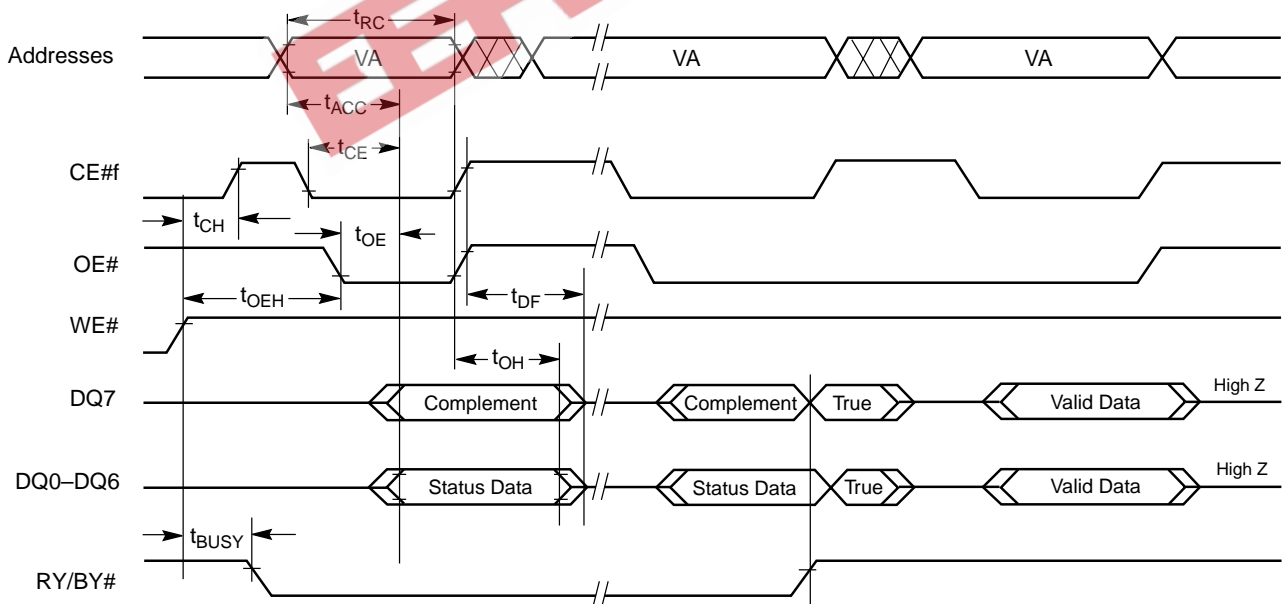 tRC
Addresses VA VA VA
tACC
tCE
CE#f
tCH
tOE
OE#
tOEH
tDF
WE#
tOH
DQ7 Complement Complement True Valid Data High Z
DQ0–DQ6 Status Data Status Data True Valid Data High Z
tBUSY
RY/BY#